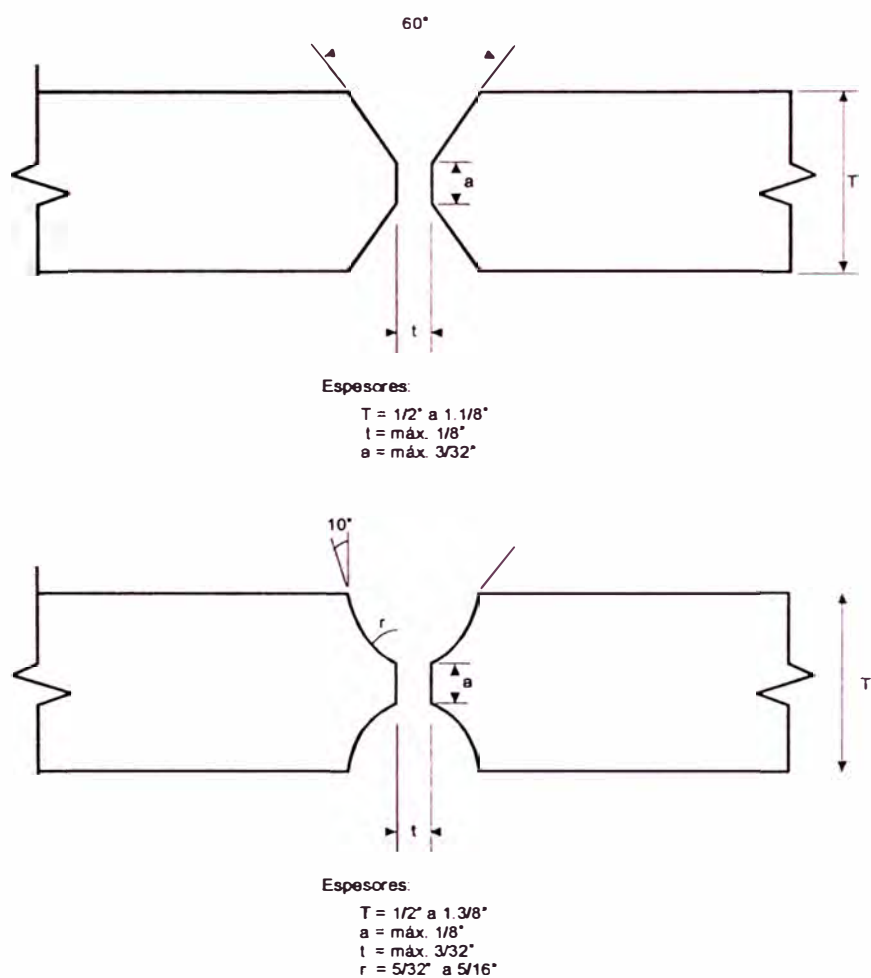 60°
a
T
t
Espesores:
T = 1/2" a 1.1/8"
t = máx. 1/8"
a = máx. 3/32"
10°
r
a
T
t
Espesores:
T = 1/2" a 1.3/8"
a = máx. 1/8"
t = máx. 3/32"
r = 5/32" a 5/16"